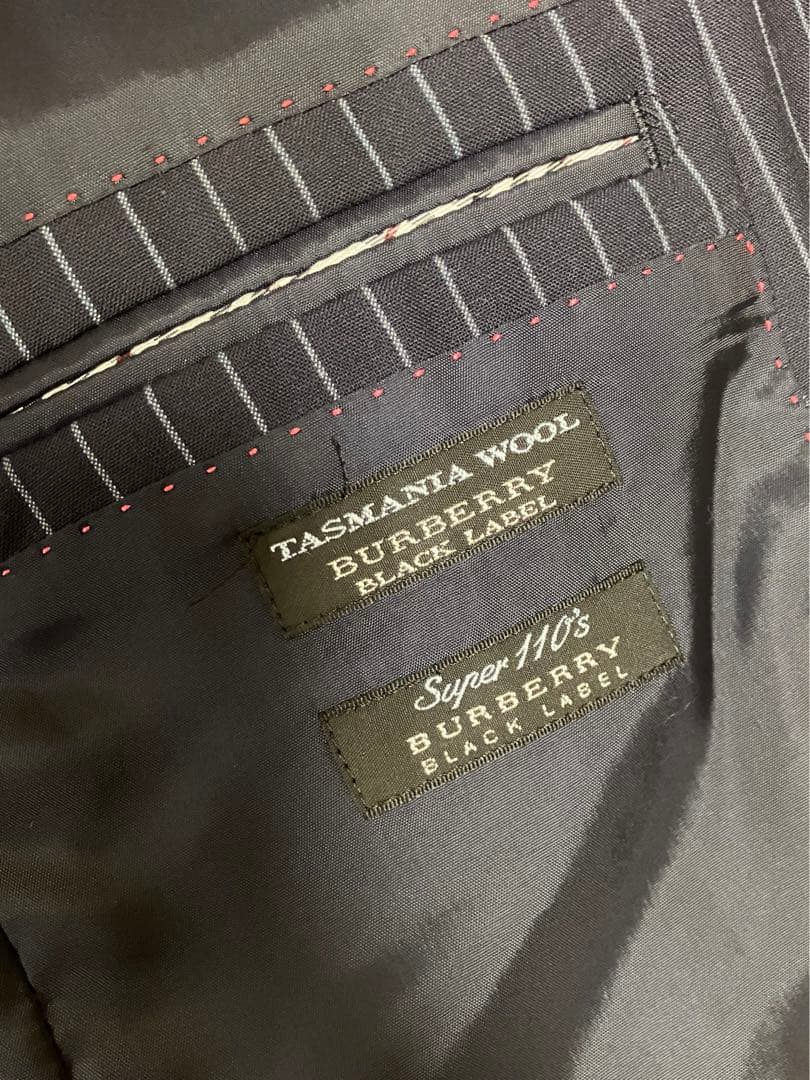 TASMANIA WOOL
BURBERRY
BLACK LABEL
Super 110's
BURBERRY
BLACK LABEL